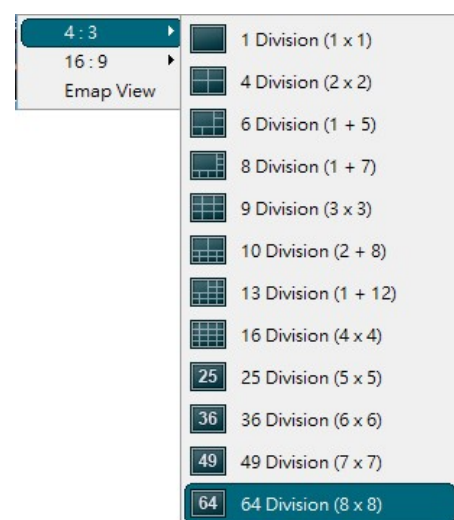 4 : 3
16 : 9
Emap View
1 Division (1 x 1)
4 Division (2 x 2)
6 Division (1 + 5)
8 Division (1 + 7)
9 Division (3 x 3)
10 Division (2 + 8)
13 Division (1 + 12)
16 Division (4 x 4)
25 25 Division (5 x 5)
36 36 Division (6 x 6)
49 49 Division (7 x 7)
64 64 Division (8 x 8)